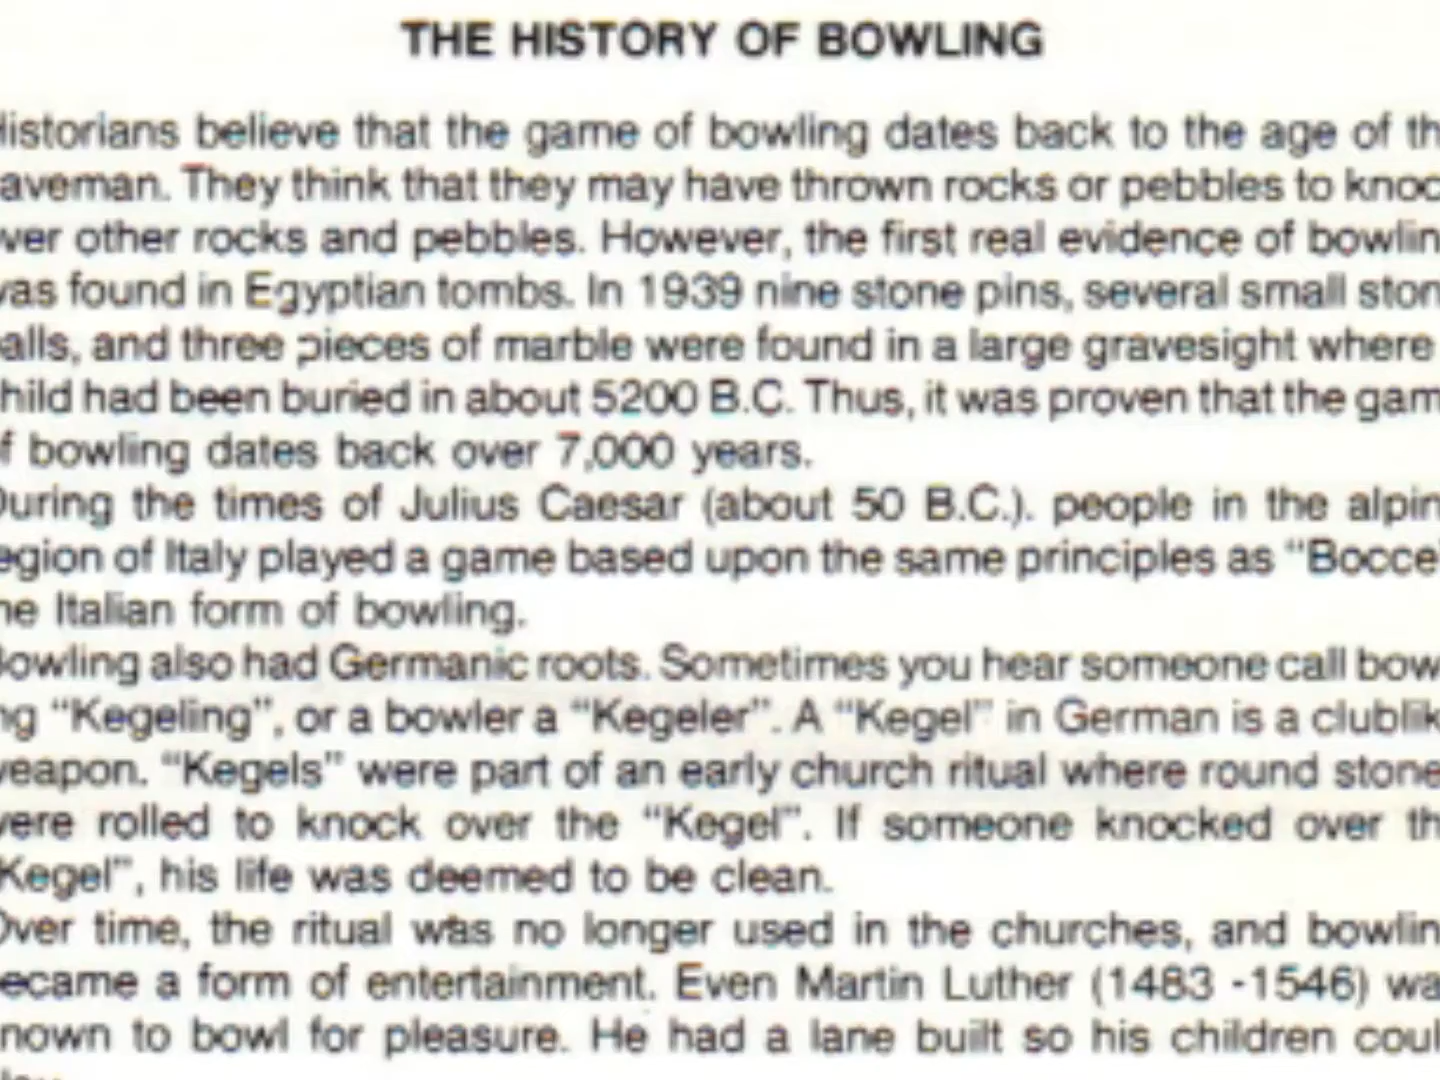 THE HISTORY OF BOWLING
istorians believe that the game of bowling dates back to the age of th
aveman. They think that they may have thrown rocks or pebbles to knoc
ver other rocks and pebbles. However, the first real evidence of bowlin
vas found in Egyptian tombs. In 1939 nine stone pins, several small ston
alls, and three pieces of marble were found in a large gravesight where
hild had been buried in about 5200 B.C. Thus, it was proven that the gam
f bowling dates back over 7,000 years.
During the times of Julius Caesar (about 50 B.C.). people in the alpin
egion of Italy played a game based upon the same principles as “Bocce”
he Italian form of bowling.
Bowling also had Germanic roots. Sometimes you hear someone call bow
ng “Kegeling”, or a bowler a “Kegeler”. A “Kegel” in German is a clublik
veapon. “Kegels” were part of an early church ritual where round stone
vere rolled to knock over the “Kegel”. If someone knocked over th
Kegel”, his life was deemed to be clean.
Over time, the ritual was no longer used in the churches, and bowlin
ecame a form of entertainment. Even Martin Luther (1483 -1546) wa
nown to bowl for pleasure. He had a lane built so his children coul